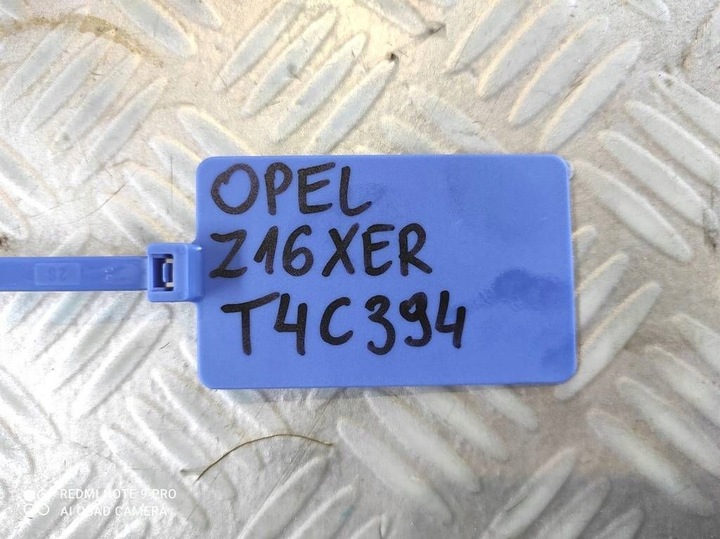 OPEL
Z16XER
T4C394
REDMI NOTE 9 PRO
AI QUAD CAMERA